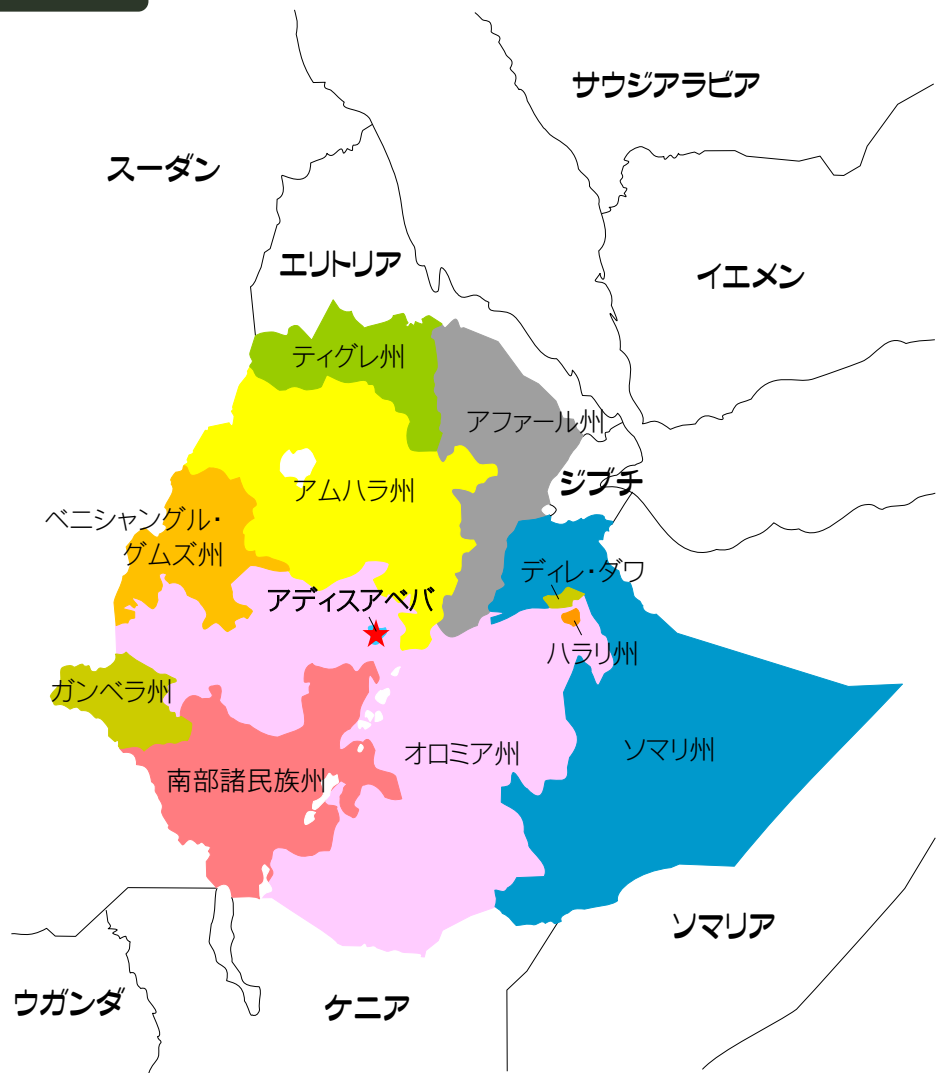 サウジアラビア
スーダン
エリトリア
イエメン
ティグレ州
アファール州
ジブチ
アムハラ州
ベニシャングル・
グムズ州
ディレ・ダワ
アディスアベバ
ハラリ州
ガンベラ州
オロミア州
ソマリ州
南部諸民族州
ソマリア
ウガンダ
ケニア